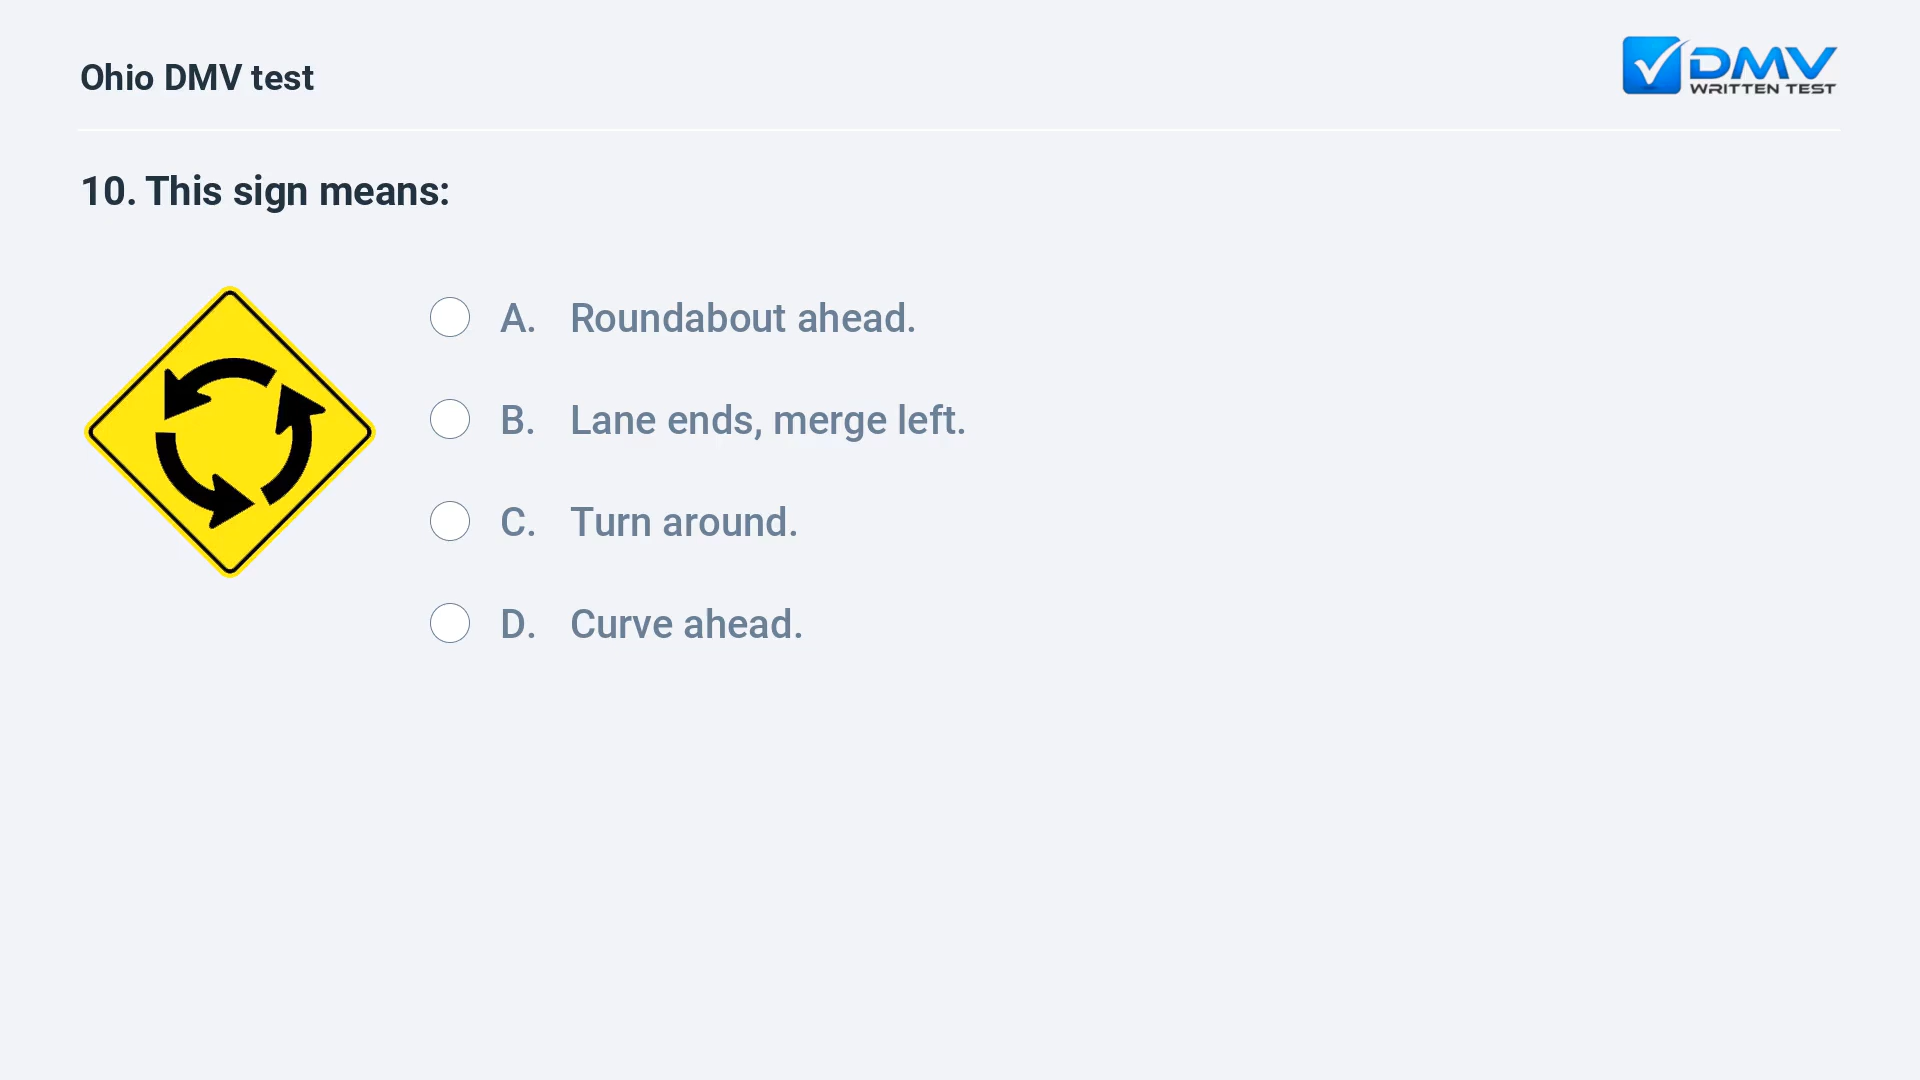 Ohio DMV test
DMV
WRITTEN TEST
10. This sign means:
A. Roundabout ahead.
B. Lane ends, merge left.
C. Turn around.
D. Curve ahead.